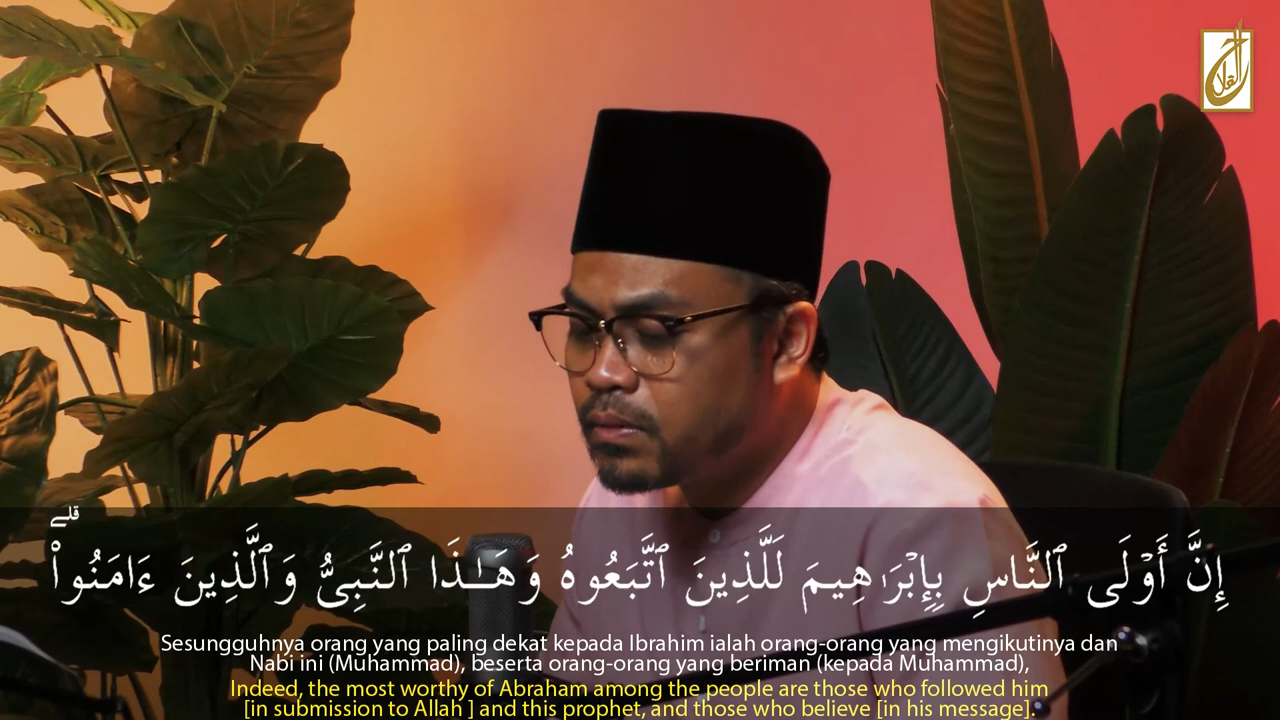 إِنَّ أَوْلَى ٱلنَّاسِ بِإِبْرَٰهِيمَ لَلَّذِينَ ٱتَّبَعُوهُ وَهَـٰذَا ٱلنَّبِىُّ وَٱلَّذِينَ ءَامَنُوا۟ ۗ
Sesungguhnya orang yang paling dekat kepada Ibrahim ialah orang-orang yang mengikutinya dan
Nabi ini (Muhammad), beserta orang-orang yang beriman (kepada Muhammad),
Indeed, the most worthy of Abraham among the people are those who followed him
[in submission to Allah ] and this prophet, and those who believe [in his message].